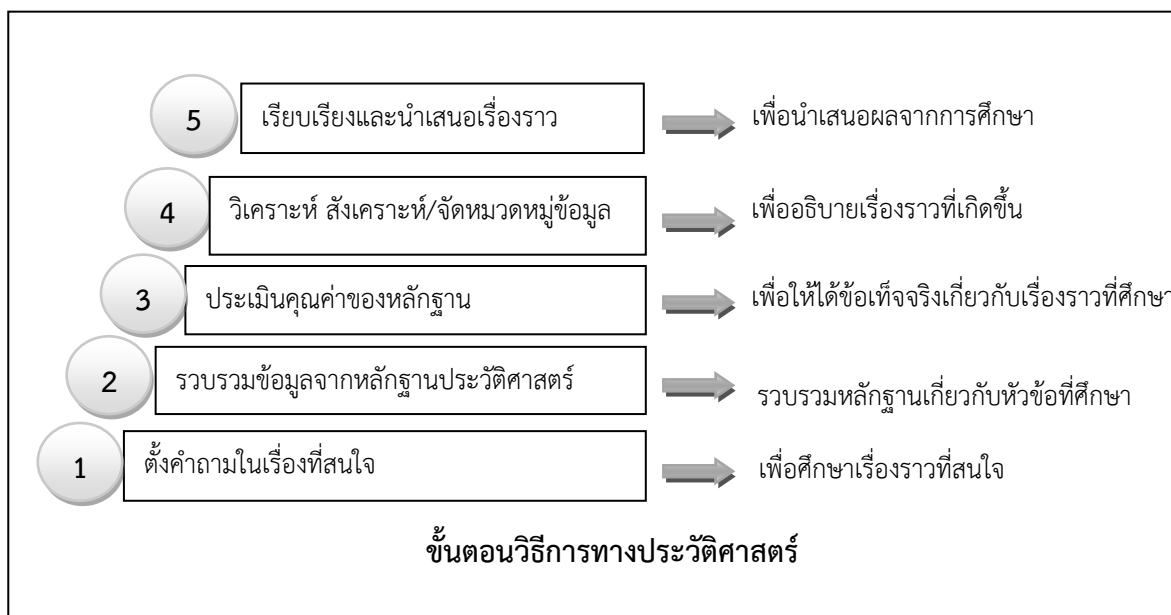 5 เรียบเรียงและนำเสนอเรื่องราว เพื่อนำเสนอผลจากการศึกษา
4 วิเคราะห์ สังเคราะห์/จัดหมวดหมู่ข้อมูล เพื่ออธิบายเรื่องราวที่เกิดขึ้น
3 ประเมินคุณค่าของหลักฐาน เพื่อให้ได้ข้อเท็จจริงเกี่ยวกับเรื่องราวที่ศึกษา
2 รวบรวมข้อมูลจากหลักฐานประวัติศาสตร์ รวบรวมหลักฐานเกี่ยวกับหัวข้อที่ศึกษา
1 ตั้งคำถามในเรื่องที่สนใจ เพื่อศึกษาเรื่องราวที่สนใจ
ขั้นตอนวิธีการทางประวัติศาสตร์